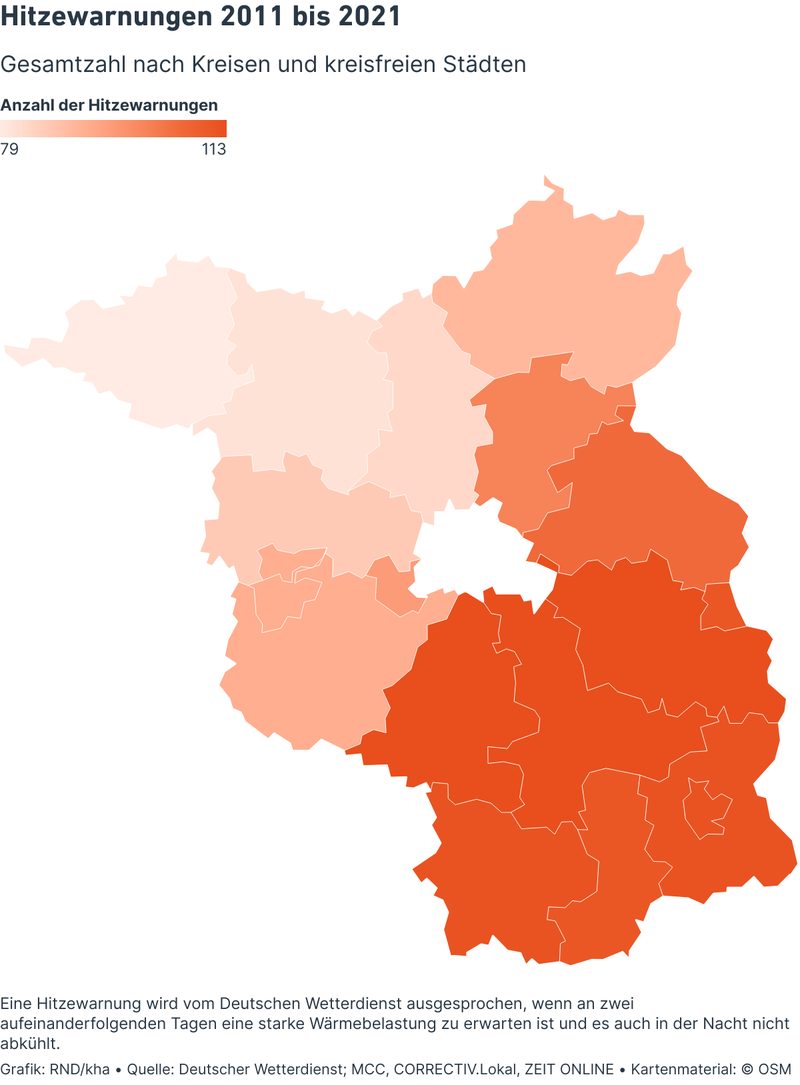 Hitzewarnungen 2011 bis 2021
Gesamtzahl nach Kreisen und kreisfreien Städten
Anzahl der Hitzewarnungen
79 113
Eine Hitzewarnung wird vom Deutschen Wetterdienst ausgesprochen, wenn an zwei
aufeinanderfolgenden Tagen eine starke Wärmebelastung zu erwarten ist und es auch in der Nacht nicht
abkühlt.
Grafik: RND/kha • Quelle: Deutscher Wetterdienst; MCC, CORRECTIV.Lokal, ZEIT ONLINE • Kartenmaterial: © OSM